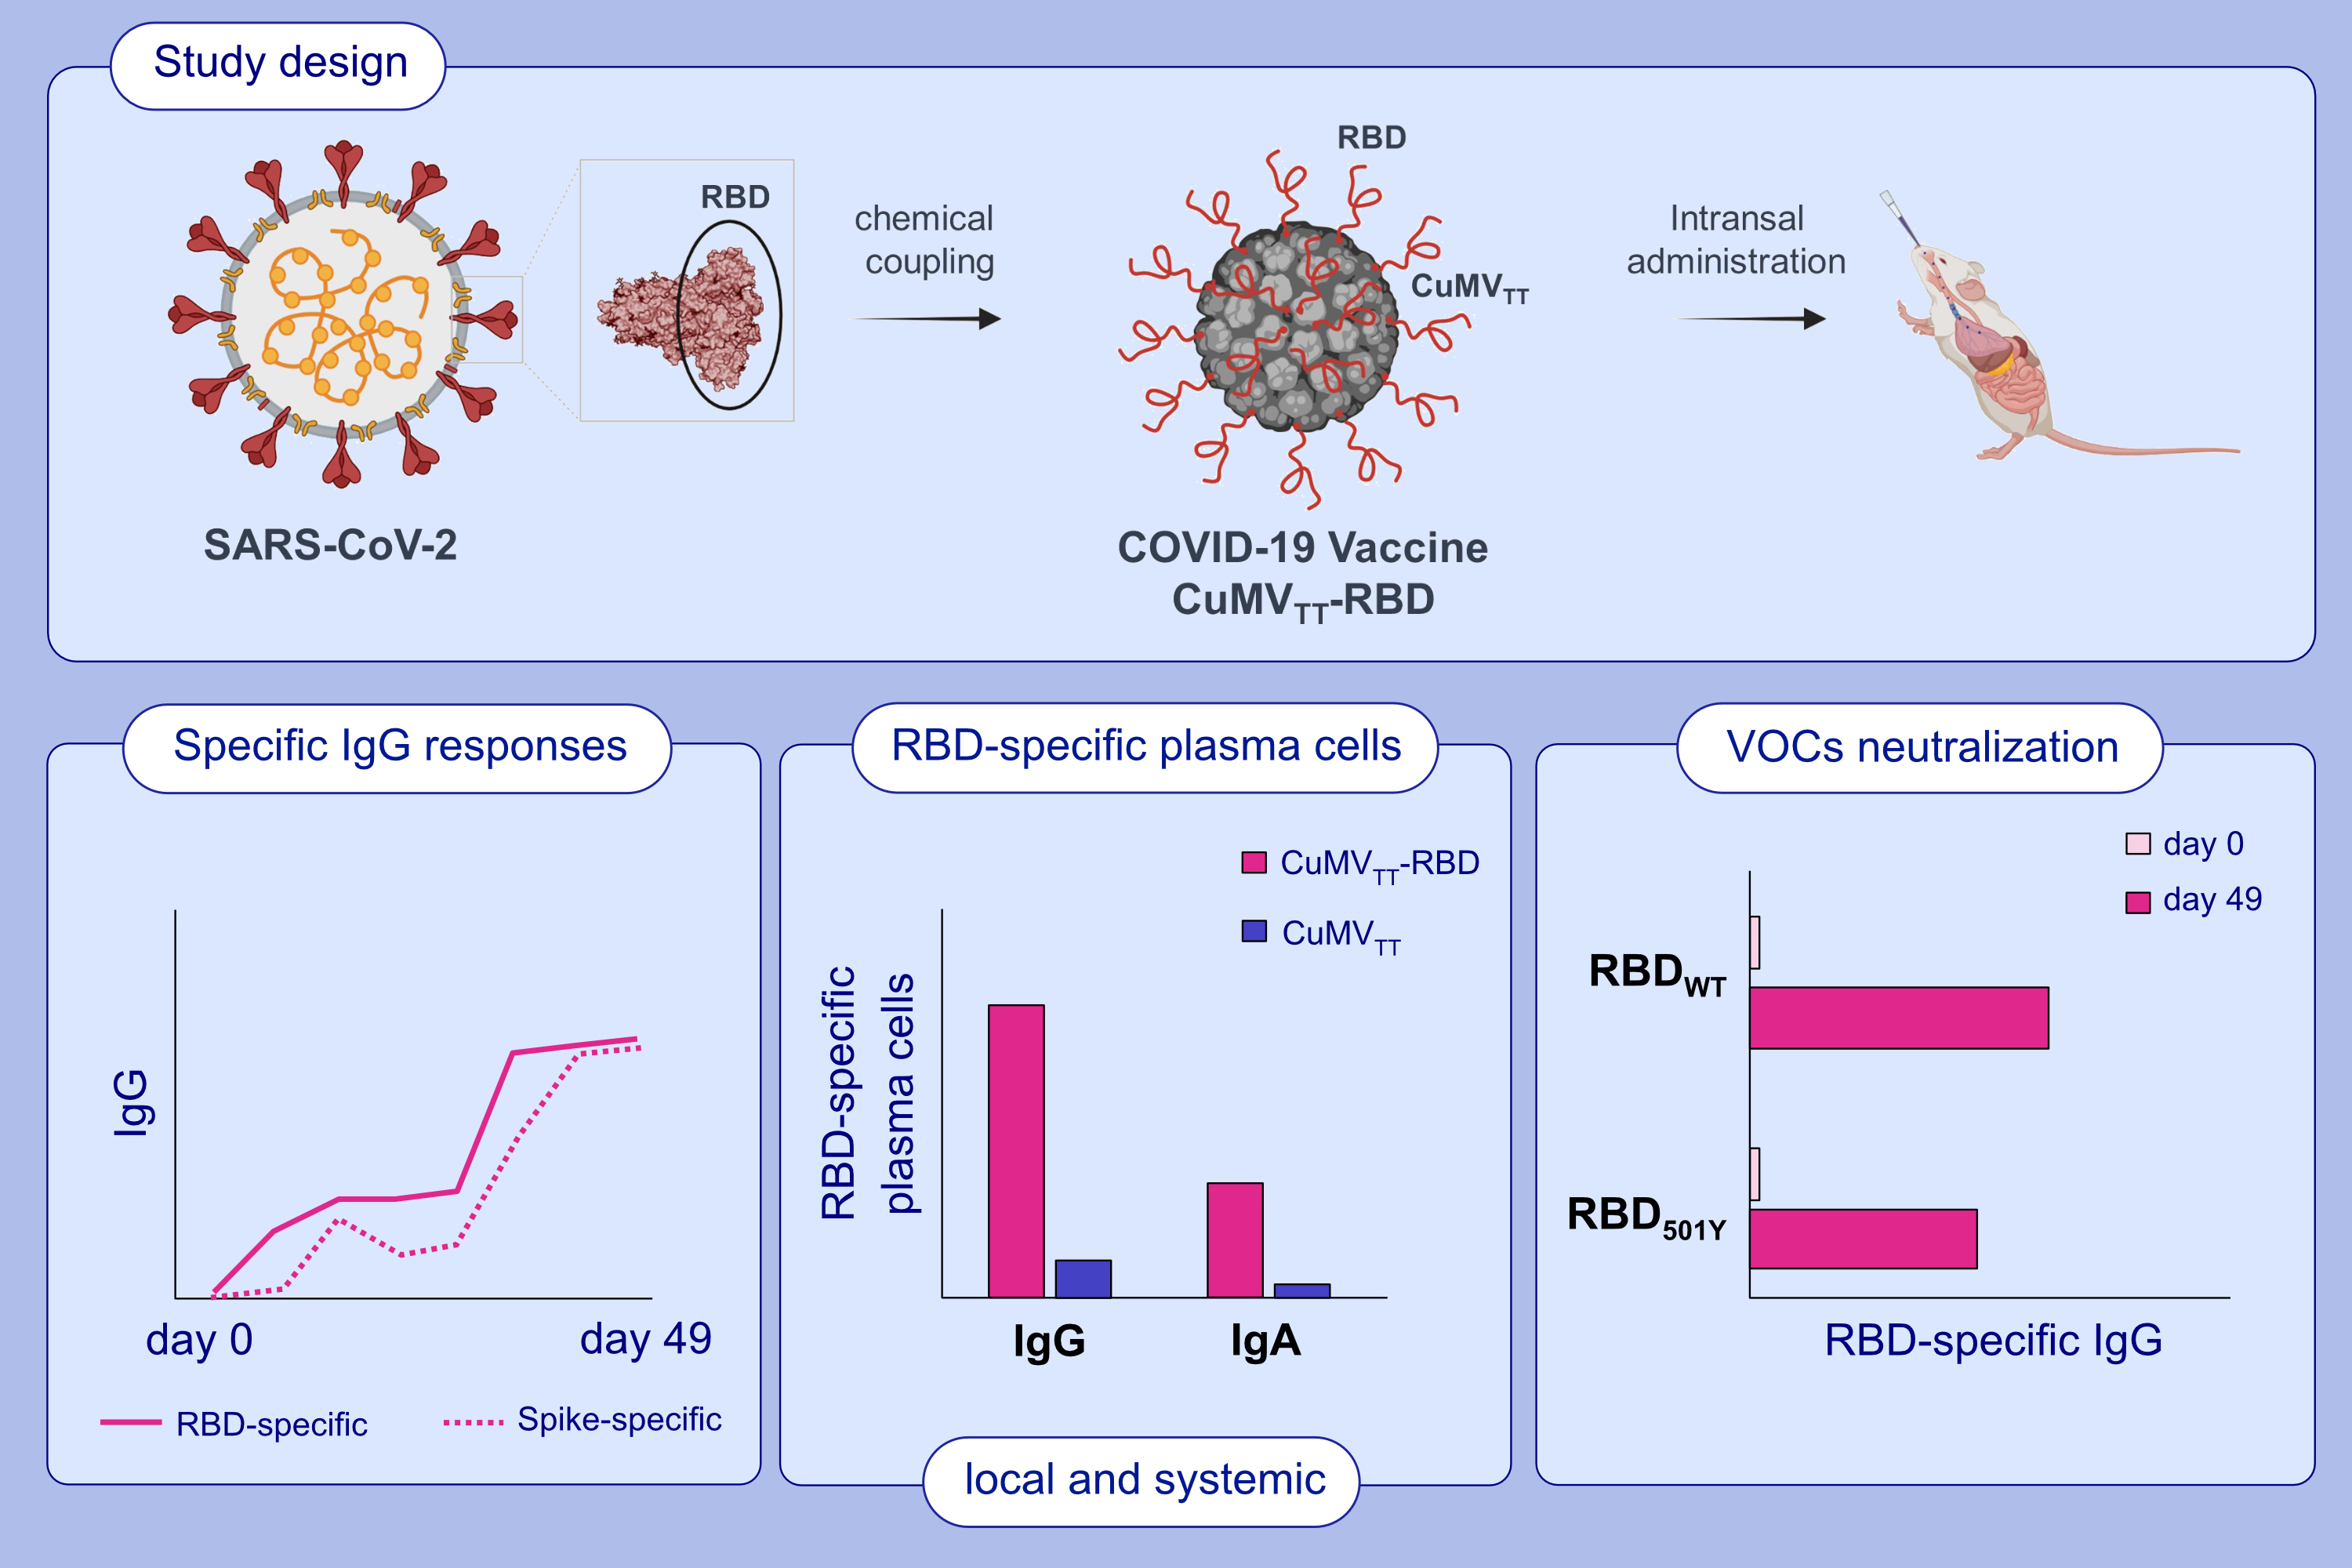 Study design
RBD
chemical
coupling
RBD
CuMVTT
Intransal
administration
SARS-CoV-2
COVID-19 Vaccine
CuMVTT-RBD
Specific IgG responses
IgG
day 0
day 49
RBD-specific
Spike-specific
RBD-specific plasma cells
CuMVTT-RBD
CuMVTT
RBD-specific
plasma cells
IgG
IgA
local and systemic
VOCs neutralization
day 0
day 49
RBDWT
RBD501Y
RBD-specific IgG